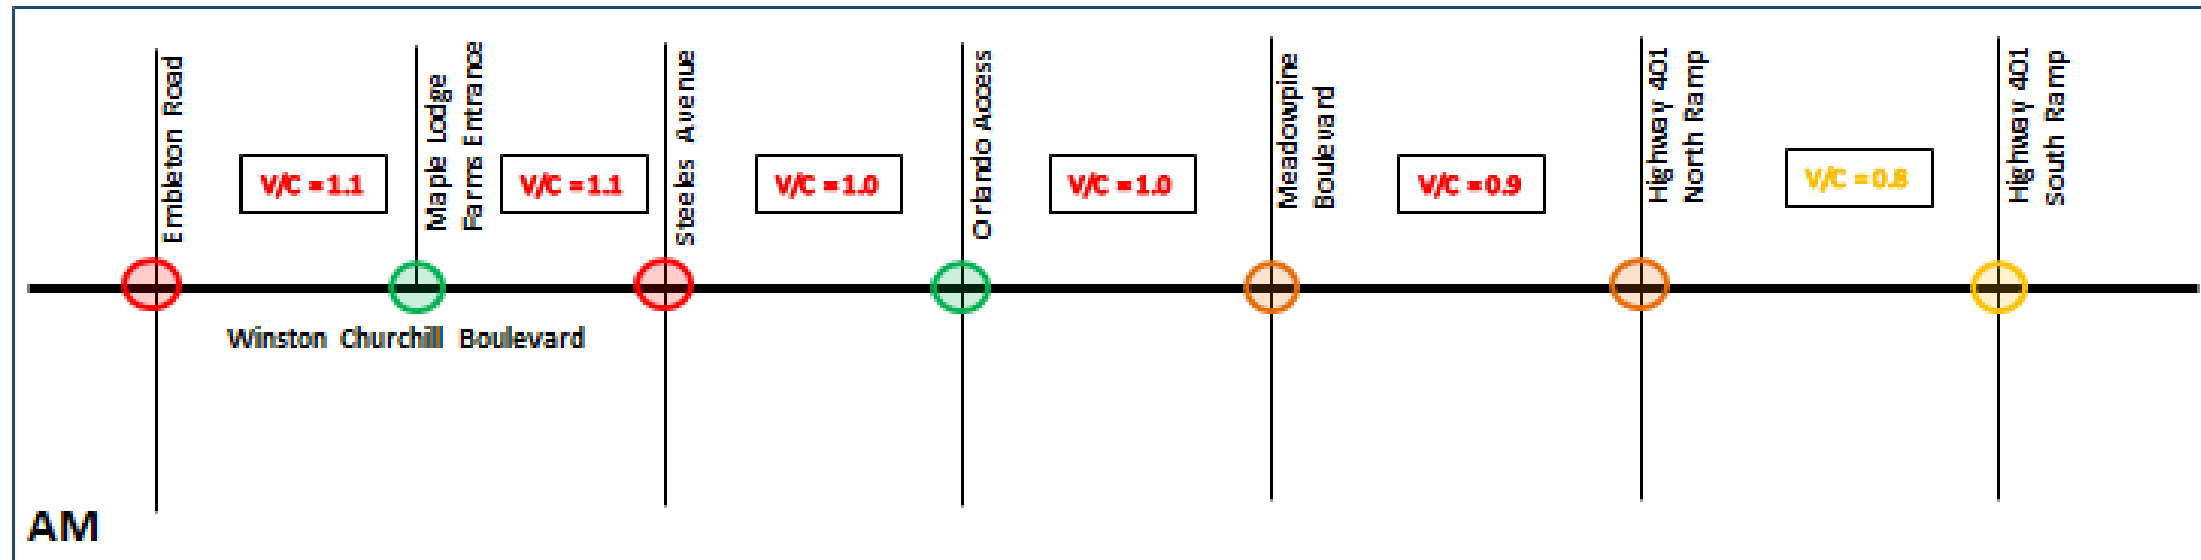 Embleton Road
Maple Lodge
Farms Entrance
Steeles Avenue
Orlando Access
Meadowpine
Boulevard
Highway 401
North Ramp
Highway 401
South Ramp
V/C = 1.1
V/C = 1.1
V/C = 1.0
V/C = 1.0
V/C = 0.9
V/C = 0.8
Winston Churchill Boulevard
AM